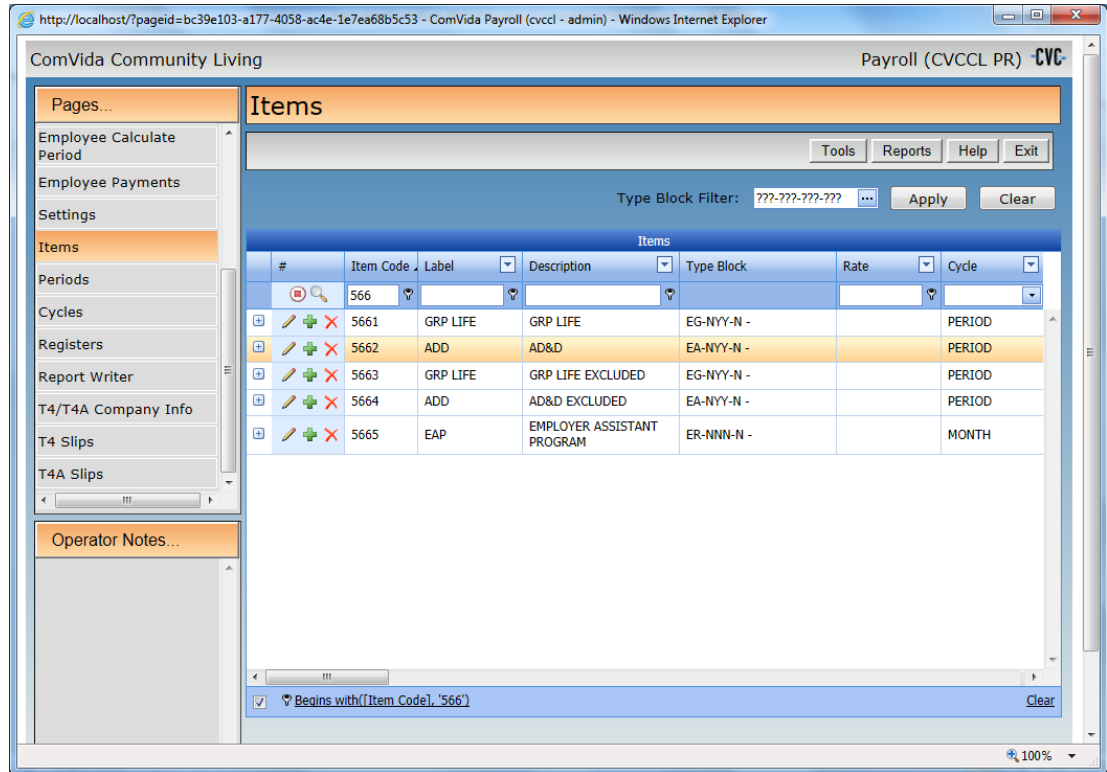 http://localhost/?pageid=bc39e103-a177-4058-ac4e-1e7ea68b5c53 - ComVida Payroll (cvccl - admin) - Windows Internet Explorer
ComVida Community Living
Payroll (CVCCL PR) -CVC-
Pages...
Employee Calculate
Period
Employee Payments
Settings
Items
Periods
Cycles
Registers
Report Writer
T4/T4A Company Info
T4 Slips
T4A Slips
Operator Notes...
Items
Tools Reports Help Exit
Type Block Filter: ???-???-???-??? ... Apply Clear
Items
# Item Code Label Description Type Block Rate Cycle
566
5661 GRP LIFE GRP LIFE EG-NYY-N - PERIOD
5662 ADD AD&D EA-NYY-N - PERIOD
5663 GRP LIFE GRP LIFE EXCLUDED EG-NYY-N - PERIOD
5664 ADD AD&D EXCLUDED EA-NYY-N - PERIOD
5665 EAP EMPLOYER ASSISTANT PROGRAM ER-NNN-N - MONTH
Begins with([Item Code], '566') Clear
100%